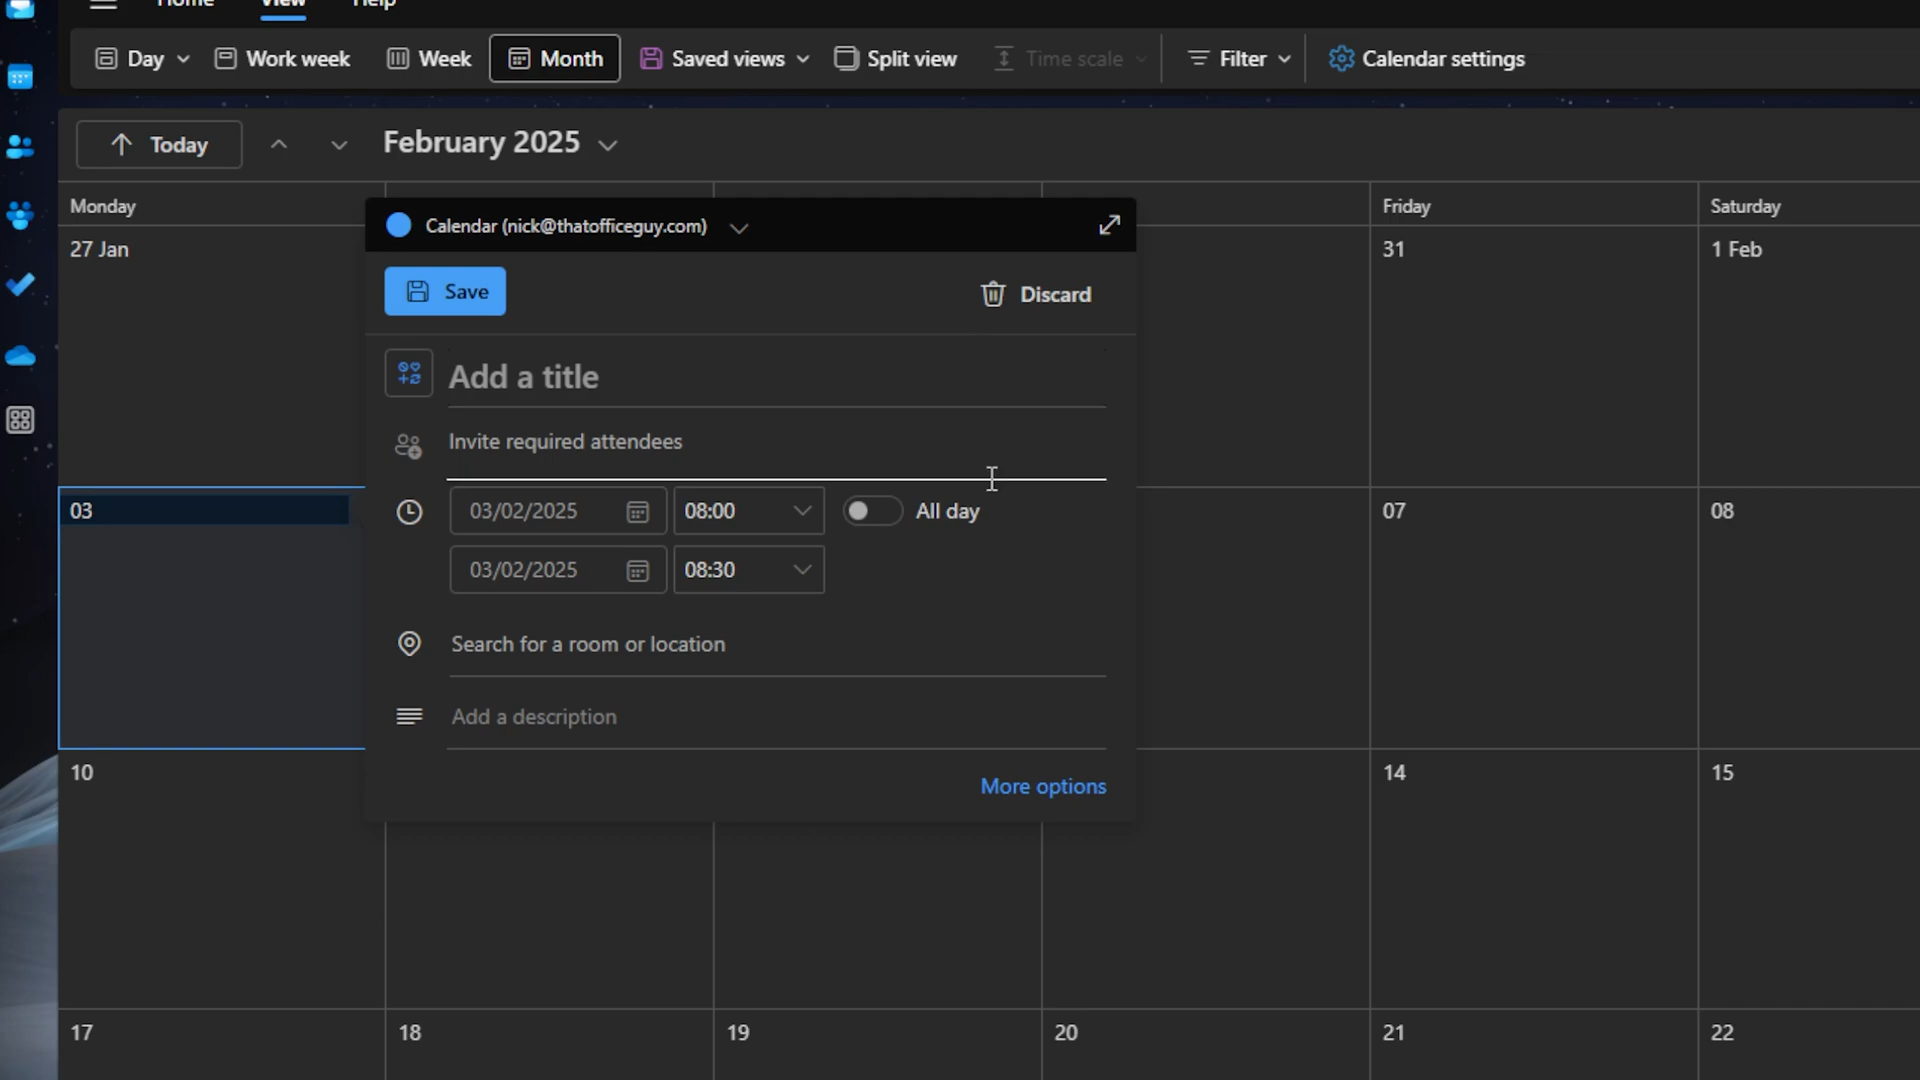 Home View Help
Day Work week Week Month Saved views Split view Time scale Filter Calendar settings
Today February 2025
Monday Friday Saturday
27 Jan 31 1 Feb
Calendar (nick@thatofficeguy.com)
Save Discard
Add a title
Invite required attendees
03 03/02/2025 08:00 All day 07 08
03/02/2025 08:30
Search for a room or location
Add a description
10 14 15
More options
17 18 19 20 21 22